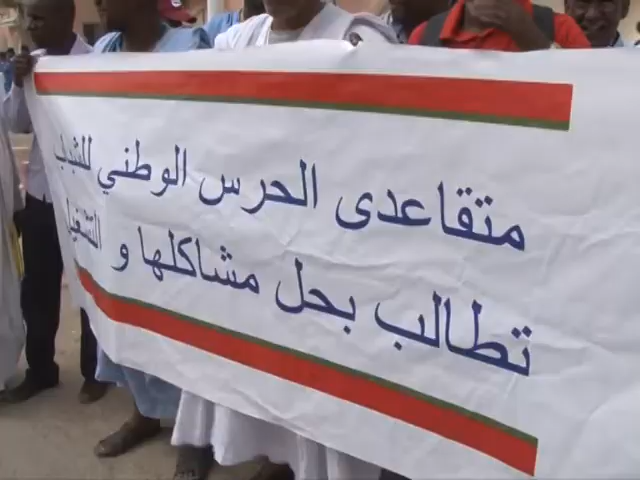 متقاعدى الحرس الوطني للشباب
تطالب بحل مشاكلها و التشغيل